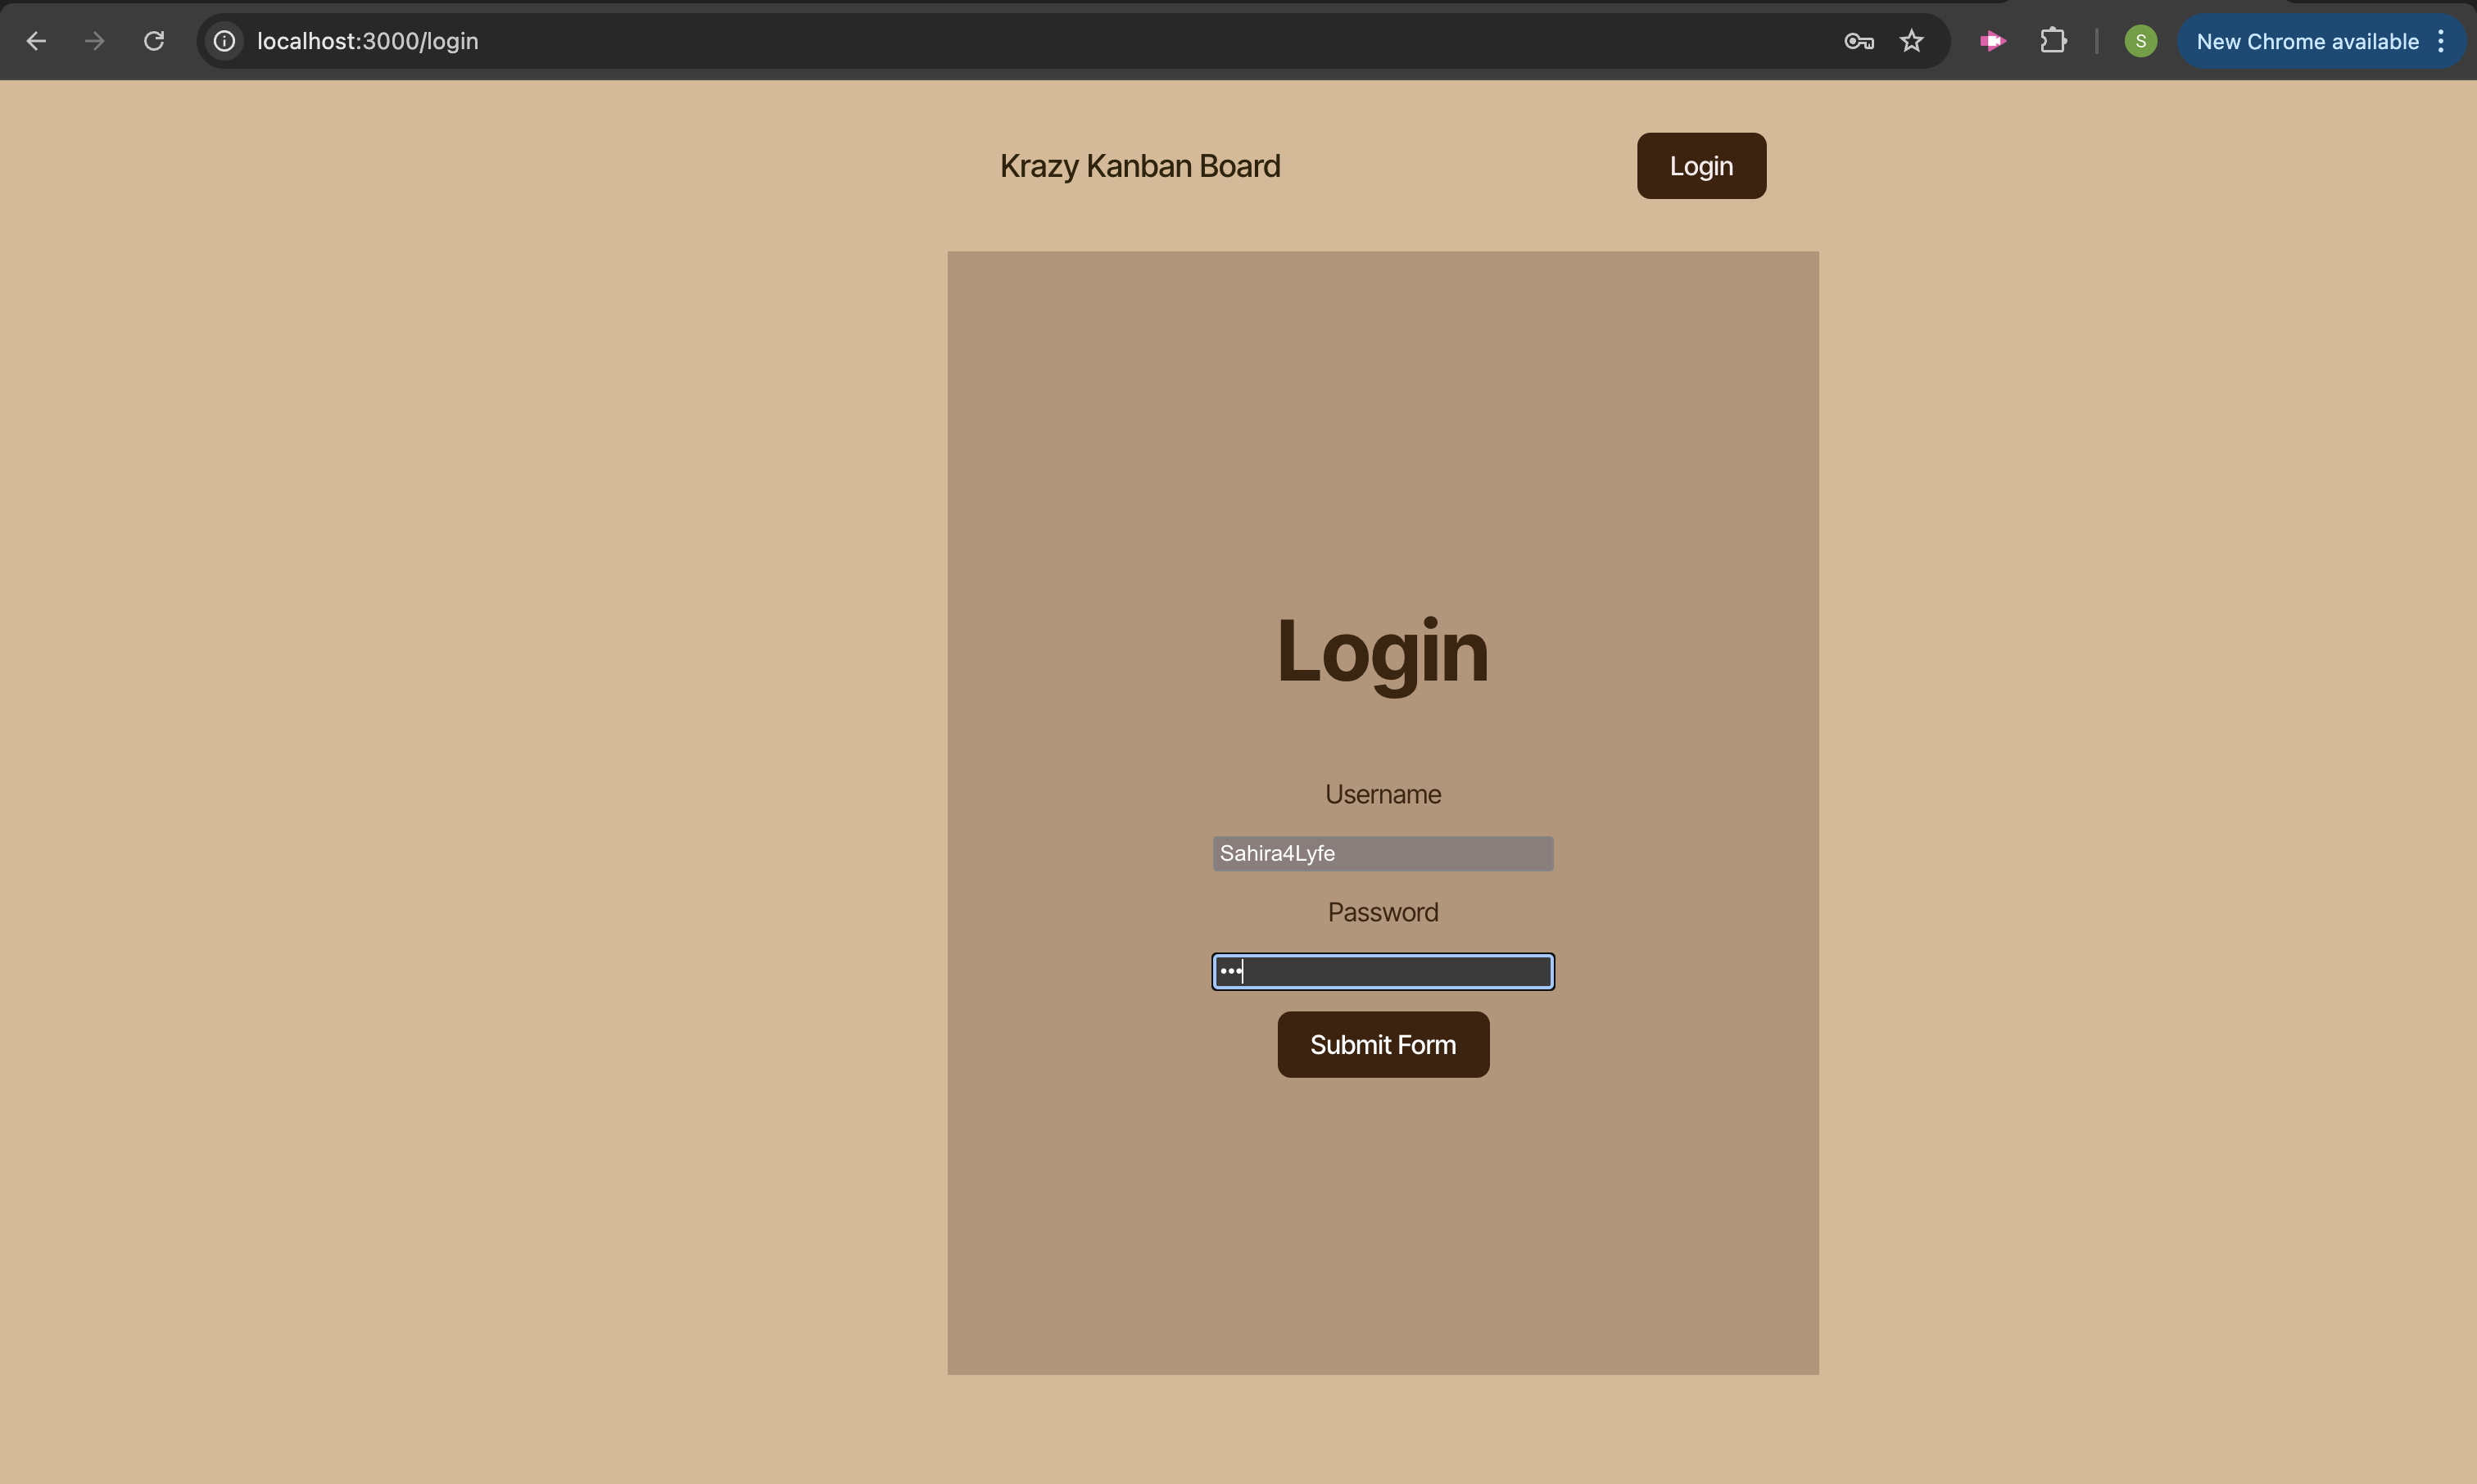 localhost:3000/login
S
New Chrome available
Krazy Kanban Board
Login
Login
Username
Sahira4Lyfe
Password
•••
Submit Form